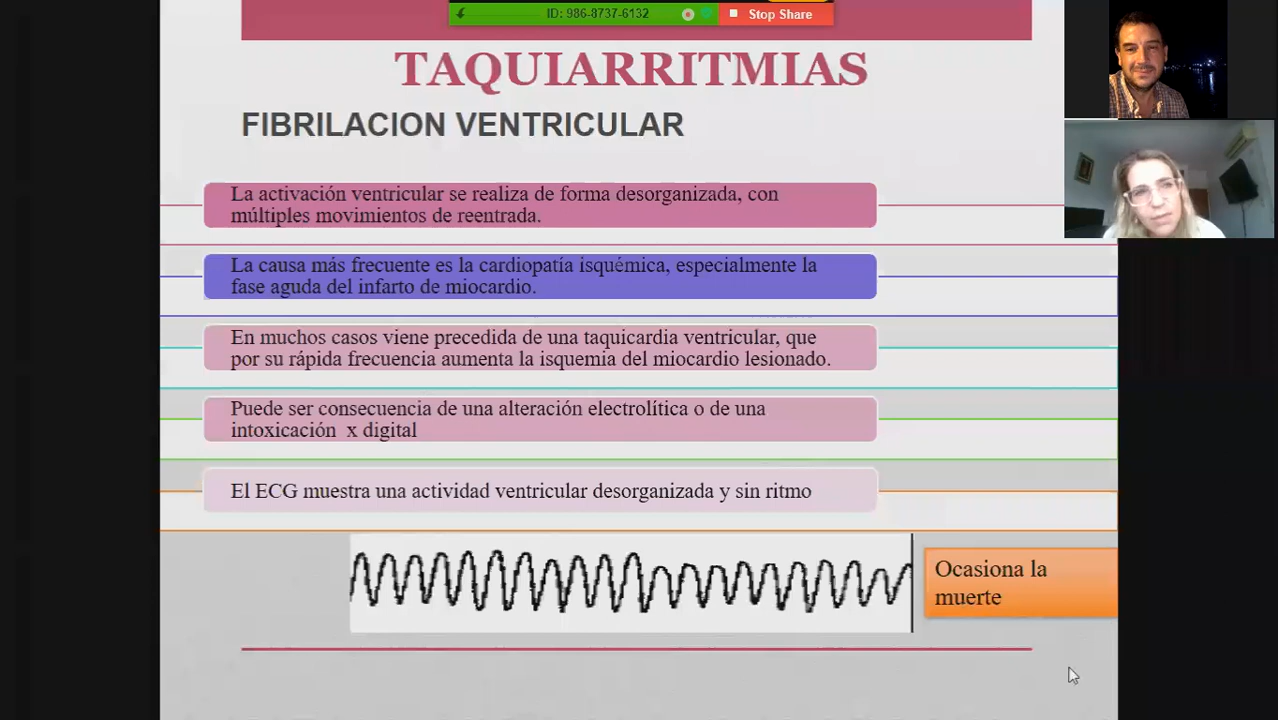 ID: 986-8737-6132
Stop Share
TAQUIARRITMIAS
FIBRILACION VENTRICULAR
La activación ventricular se realiza de forma desorganizada, con
múltiples movimientos de reentrada.
La causa más frecuente es la cardiopatía isquémica, especialmente la
fase aguda del infarto de miocardio.
En muchos casos viene precedida de una taquicardia ventricular, que
por su rápida frecuencia aumenta la isquemia del miocardio lesionado.
Puede ser consecuencia de una alteración electrolítica o de una
intoxicación x digital
El ECG muestra una actividad ventricular desorganizada y sin ritmo
Ocasiona la
muerte